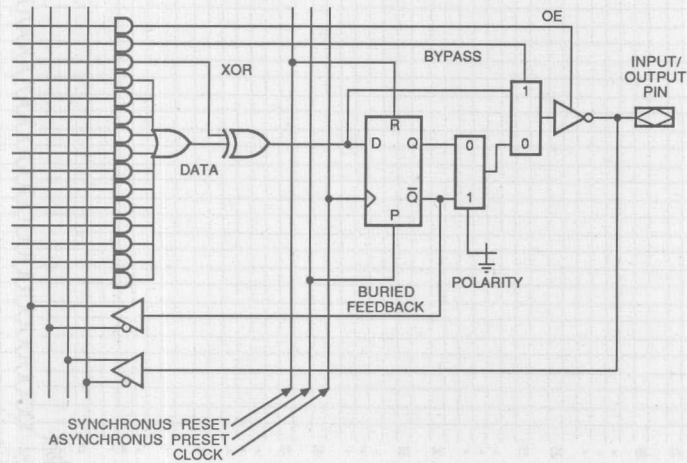 OE
BYPASS
INPUT/
OUTPUT
PIN
XOR
1
R
D
Q
0
0
DATA
Q̅
1
P
POLARITY
BURIED
FEEDBACK
SYNCHRONUS RESET
ASYNCHRONUS PRESET
CLOCK